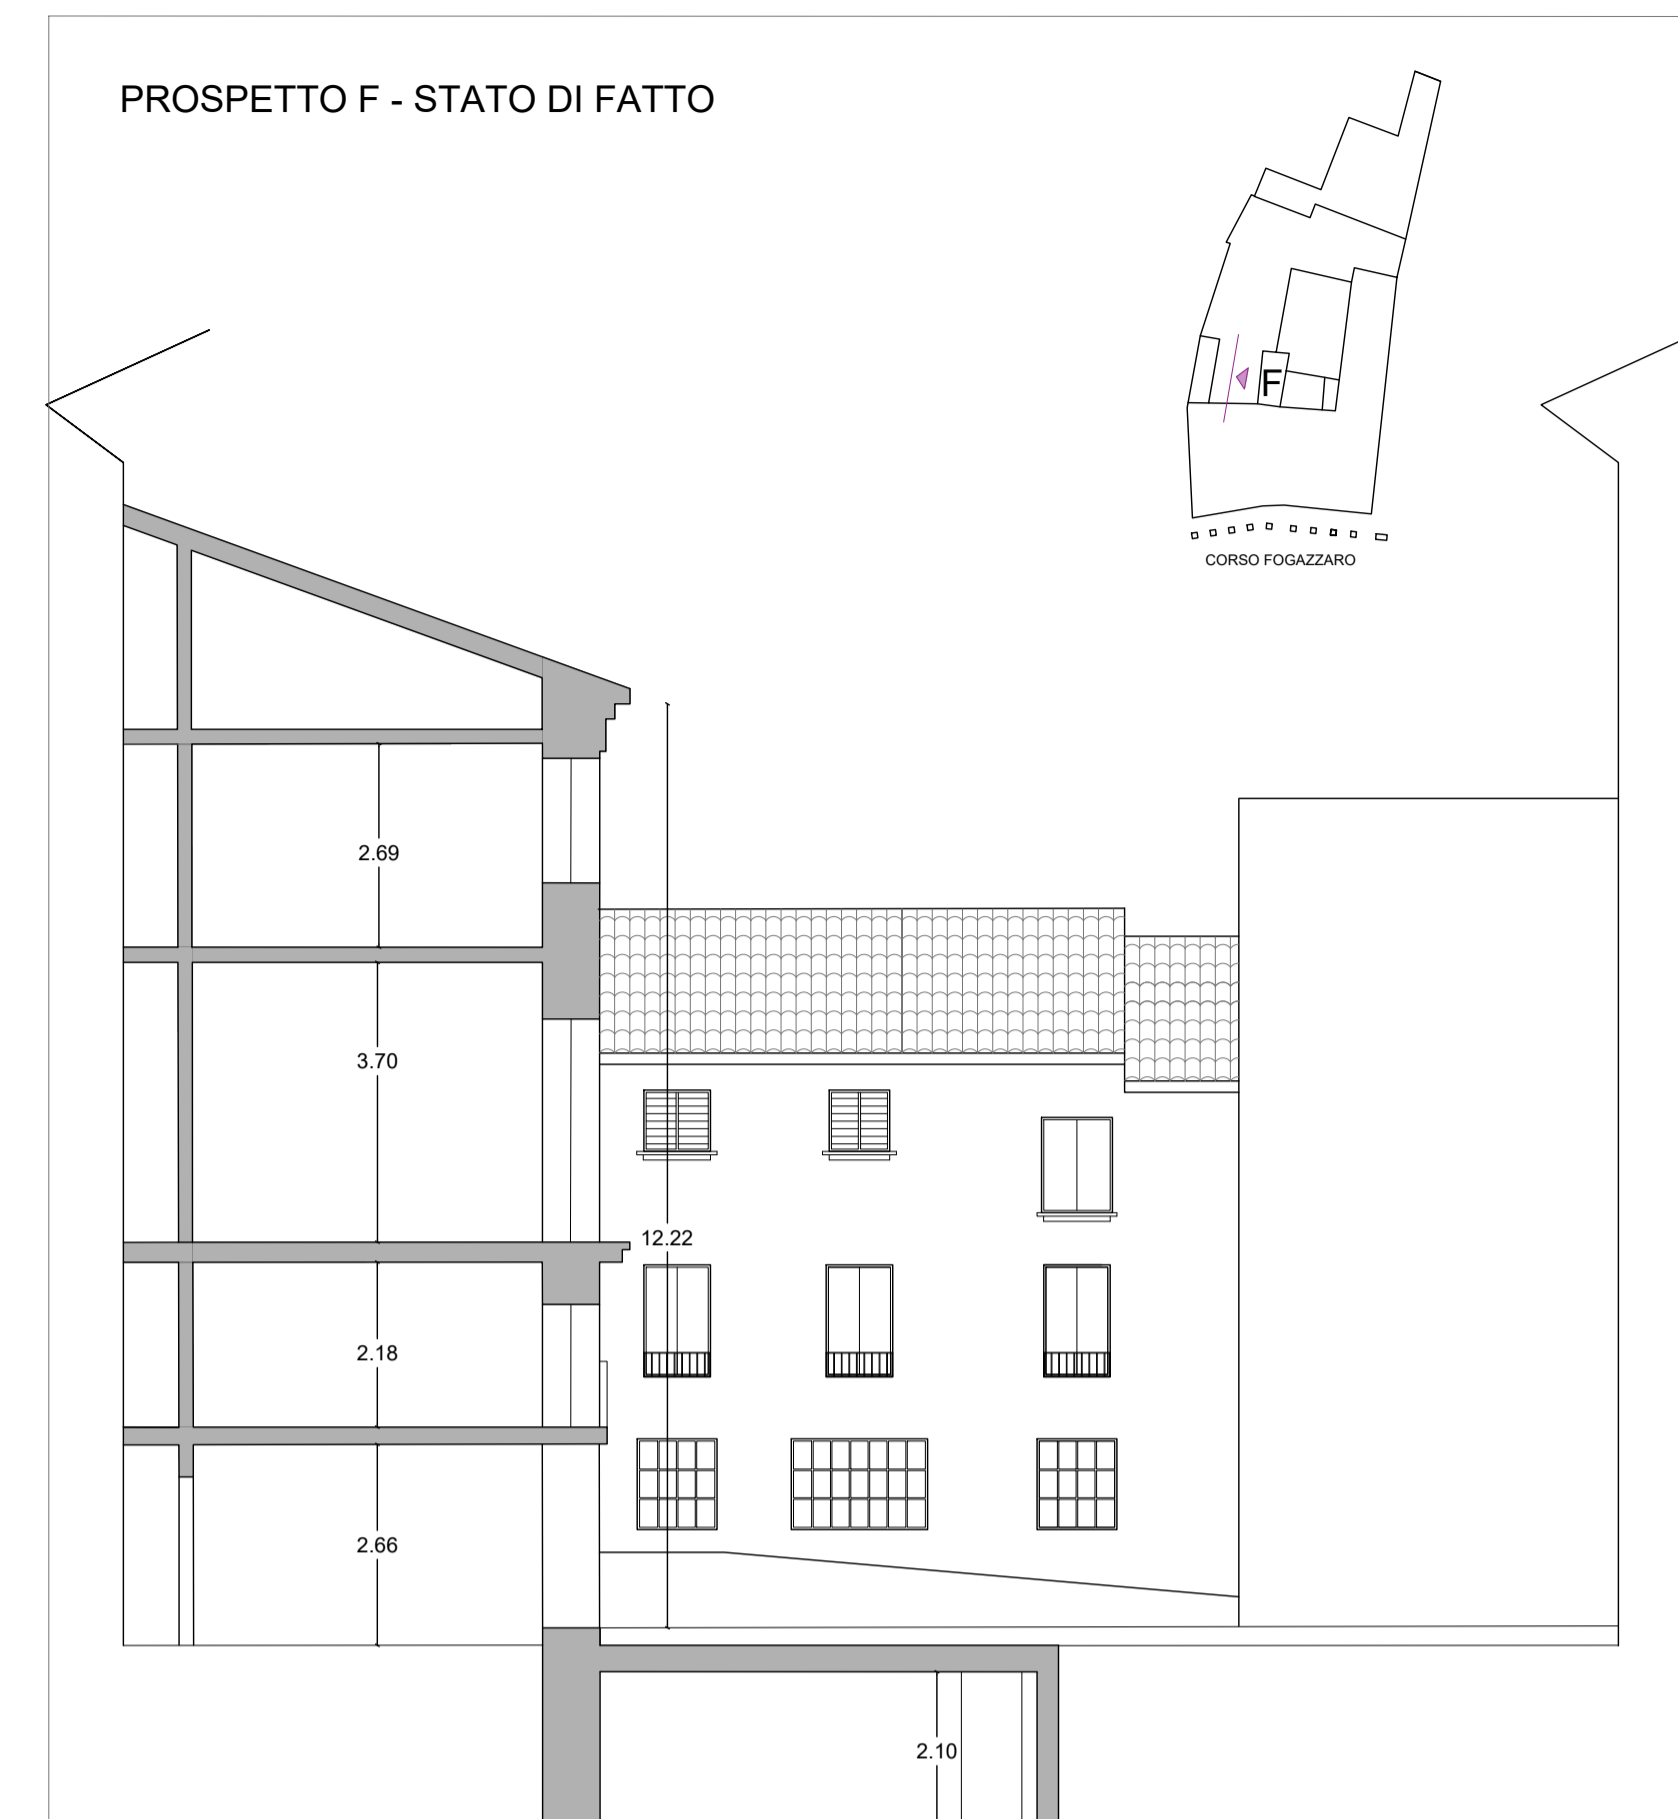 PROSPETTO F - STATO DI FATTO
F
CORSO FOGAZZARO
2.69
3.70
12.22
2.18
2.66
2.10